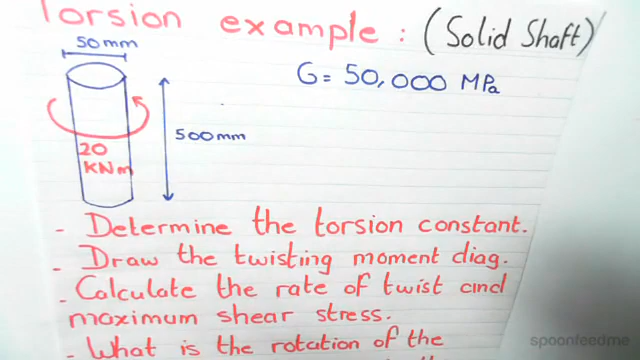 Torsion example : (Solid Shaft)
50mm
G = 50,000 MPa
500mm
20
KNm
- Determine the torsion constant.
- Draw the twisting moment diag.
- Calculate the rate of twist and
maximum shear stress.
- What is the rotation of the
spoonfeedme